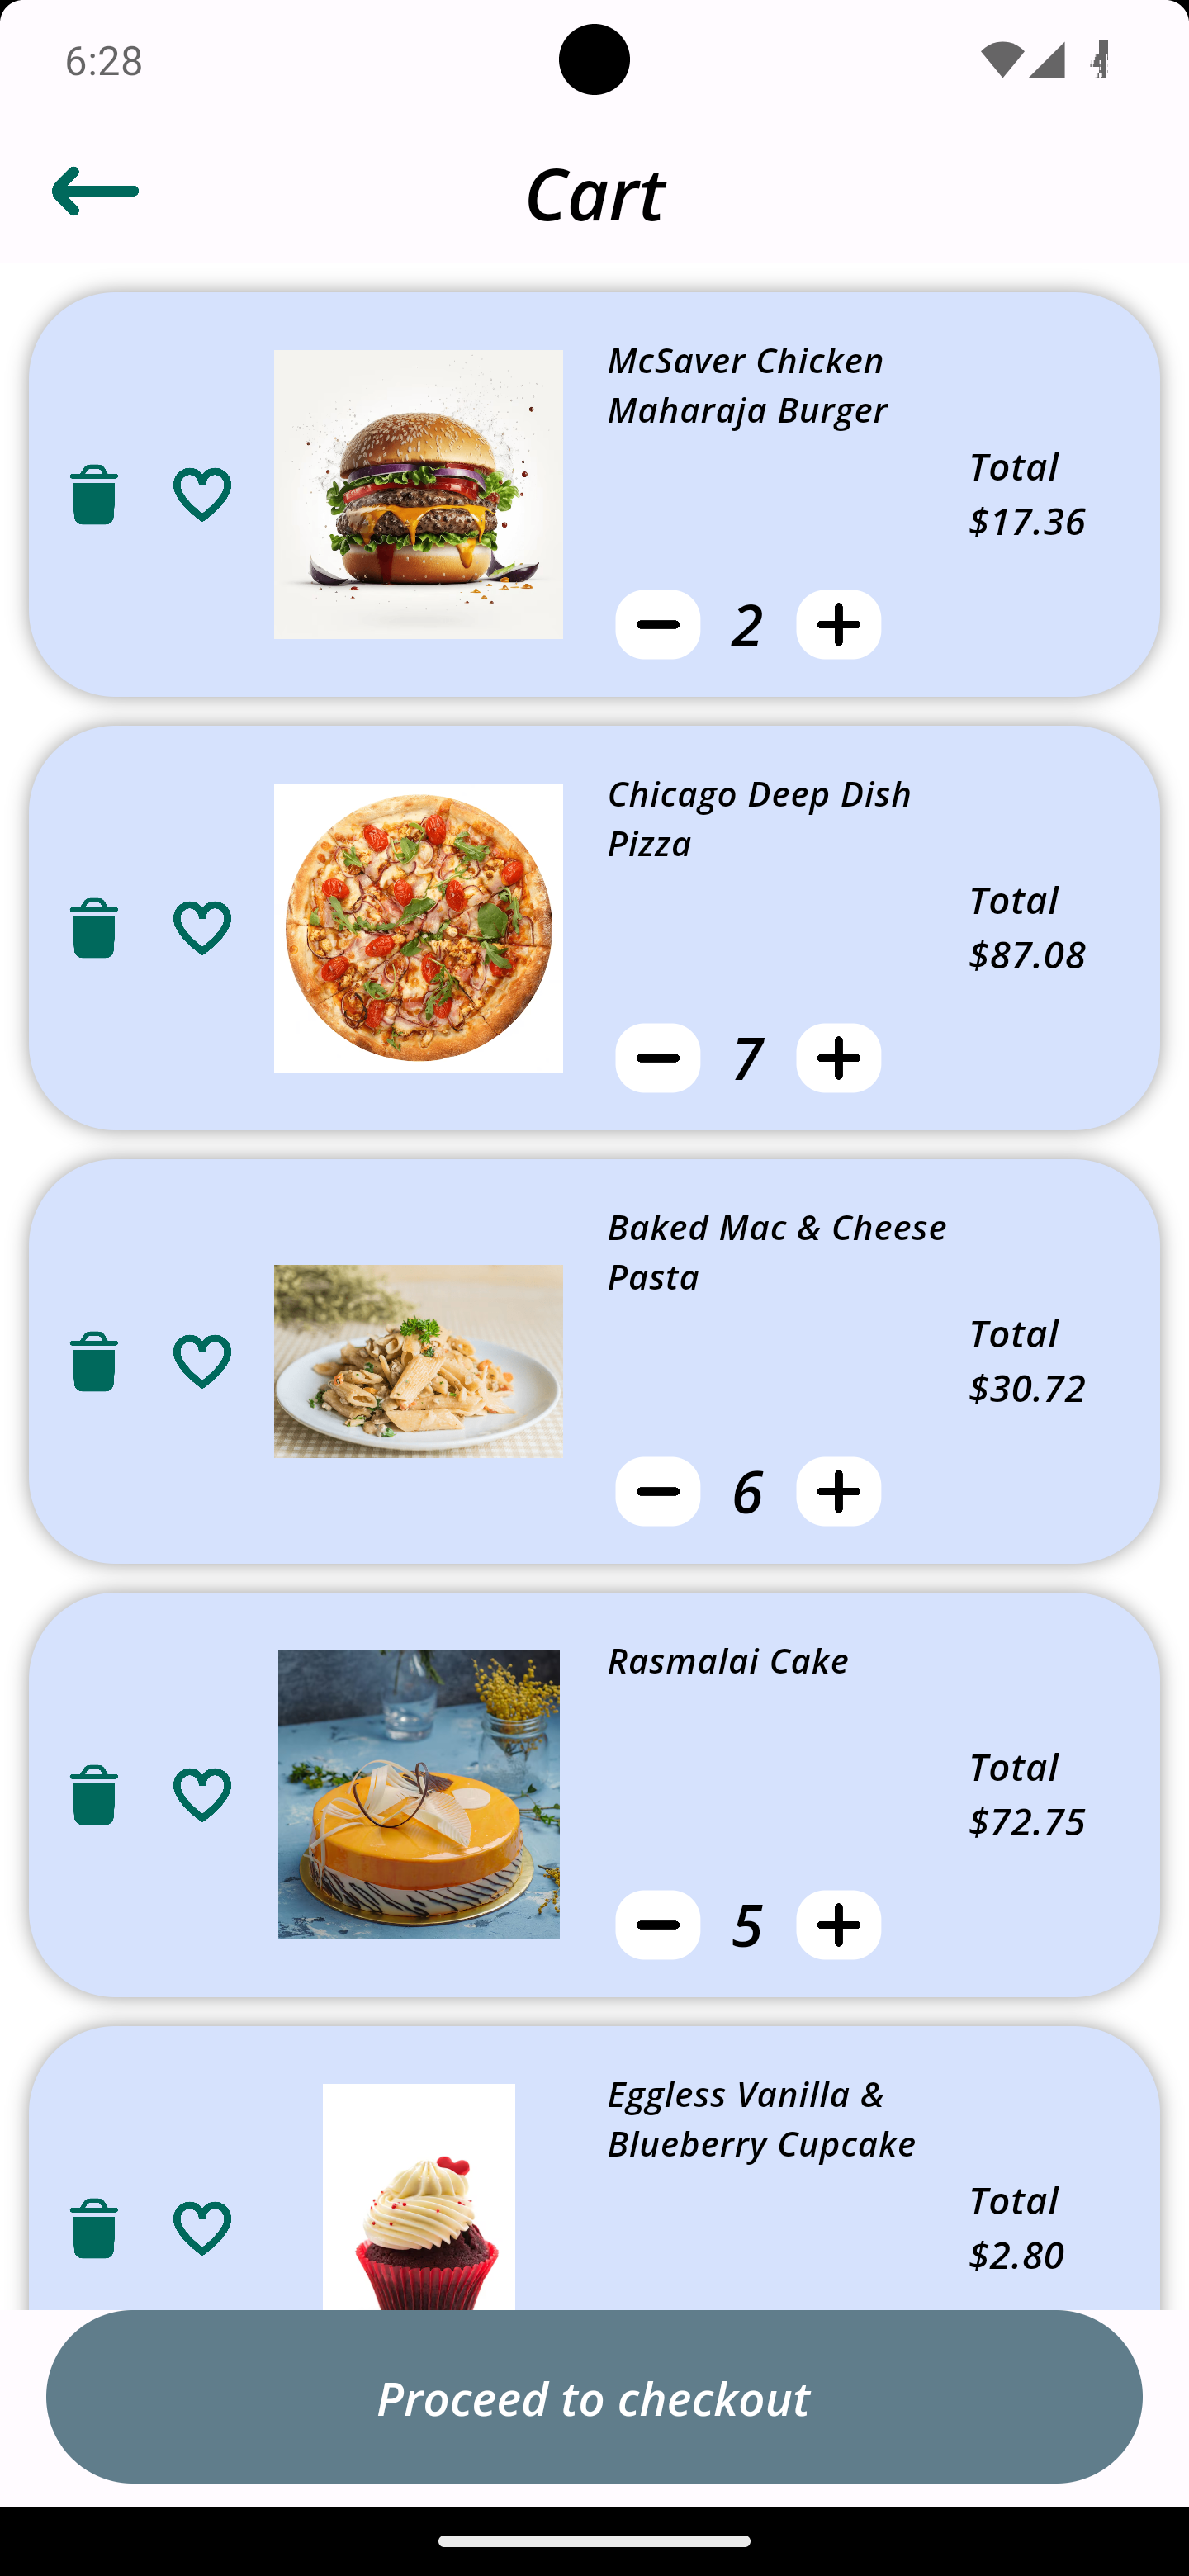 6:28
Cart
McSaver Chicken
Maharaja Burger
Total
$17.36
2
Chicago Deep Dish
Pizza
Total
$87.08
7
Baked Mac & Cheese
Pasta
Total
$30.72
6
Rasmalai Cake
Total
$72.75
5
Eggless Vanilla &
Blueberry Cupcake
Total
$2.80
Proceed to checkout